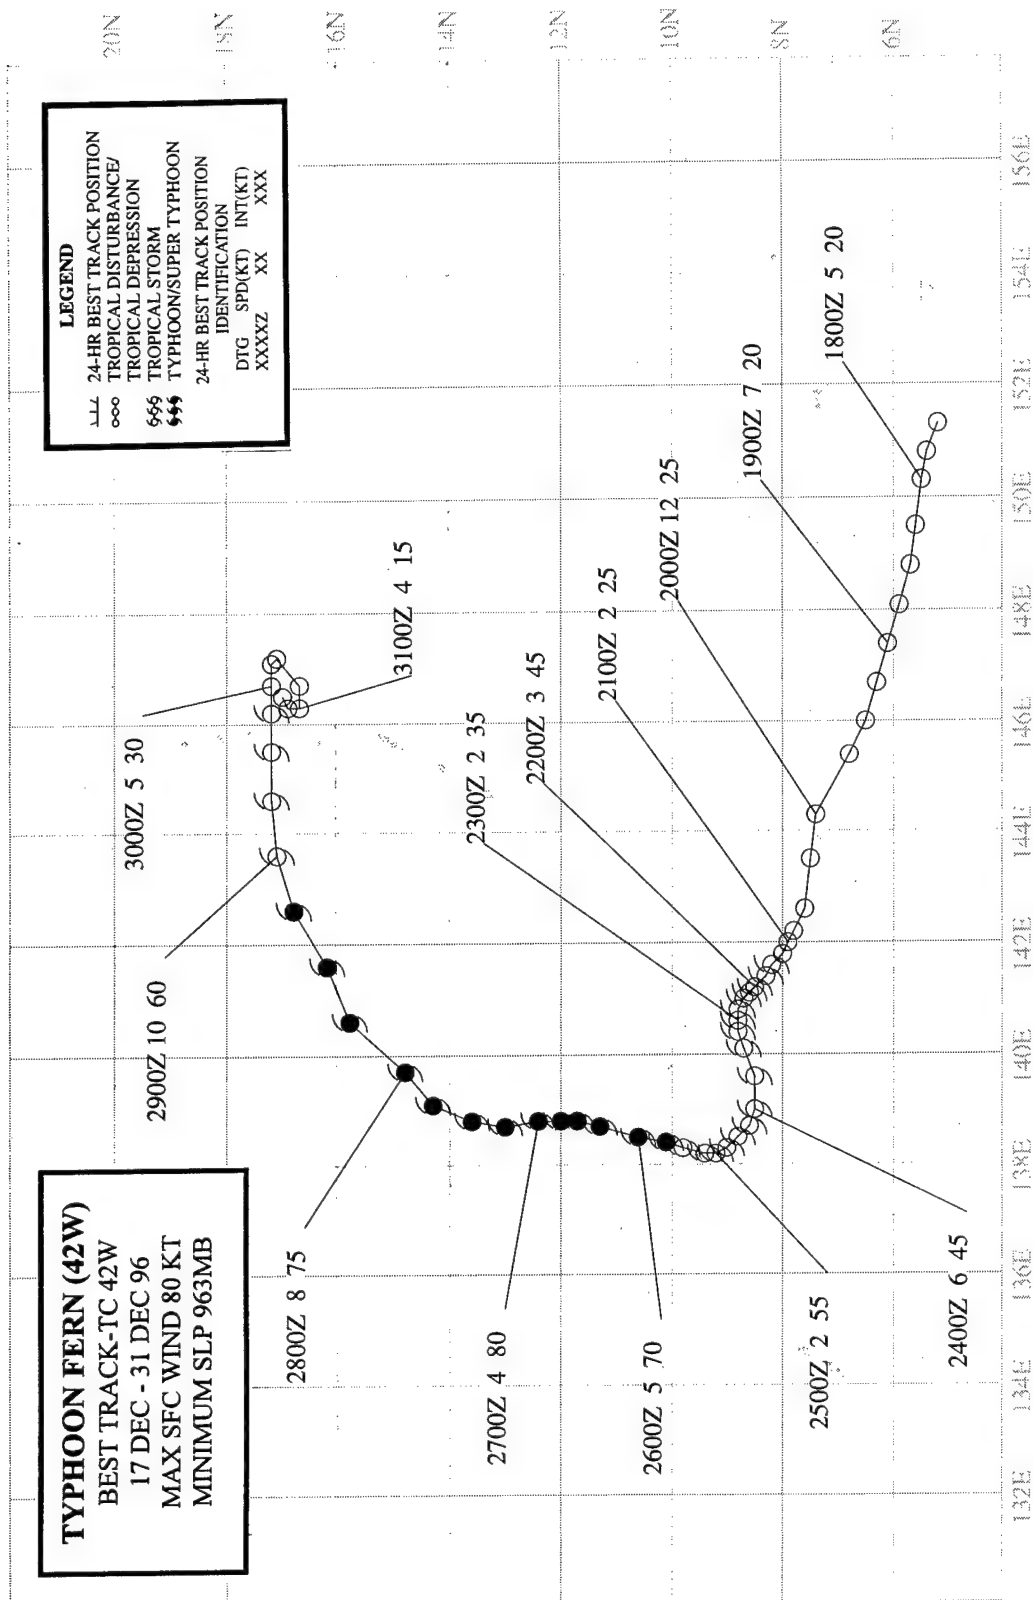 TYPHOON FERN (42W)
BEST TRACK-TC 42W
17 DEC - 31 DEC 96
MAX SFC WIND 80 KT
MINIMUM SLP 963MB
LEGEND
24-HR BEST TRACK POSITION
TROPICAL DISTURBANCE/
TROPICAL DEPRESSION
TROPICAL STORM
TYPHOON/SUPER TYPHOON
24-HR BEST TRACK POSITION
IDENTIFICATION
DTG SPD(KT) INT(KT)
XXXXZ XX XXX
3000Z 5 30
3100Z 4 15
2900Z 10 60
2800Z 8 75
2700Z 4 80
2600Z 5 70
2500Z 2 55
2400Z 6 45
2300Z 2 35
2200Z 3 45
2100Z 2 25
2000Z 12 25
1900Z 7 20
1800Z 5 20
20N
18N
16N
14N
12N
10N
8N
6N
132E
134E
136E
138E
140E
142E
144E
146E
148E
150E
152E
154E
156E